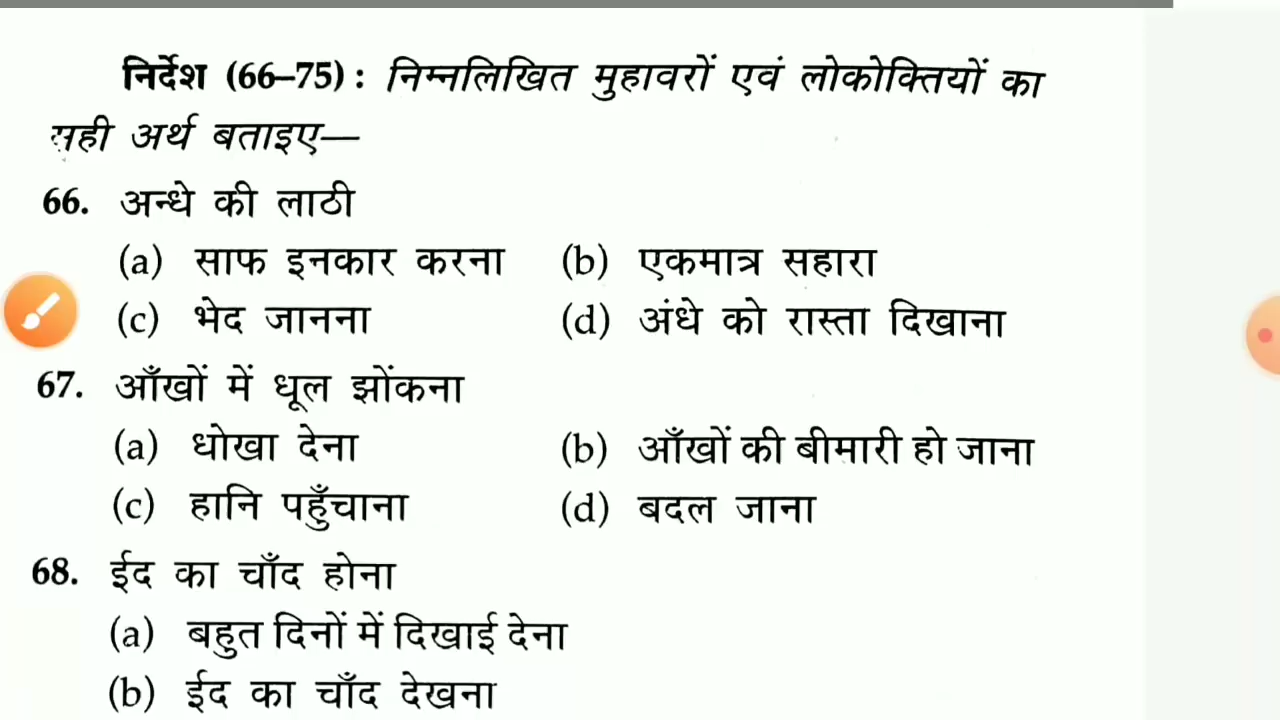 निर्देश (66–75) : निम्नलिखित मुहावरों एवं लोकोक्तियों का
सही अर्थ बताइए—
66. अन्धे की लाठी
(a) साफ इनकार करना (b) एकमात्र सहारा
(c) भेद जानना (d) अंधे को रास्ता दिखाना
67. आँखों में धूल झोंकना
(a) धोखा देना (b) आँखों की बीमारी हो जाना
(c) हानि पहुँचाना (d) बदल जाना
68. ईद का चाँद होना
(a) बहुत दिनों में दिखाई देना
(b) ईद का चाँद देखना